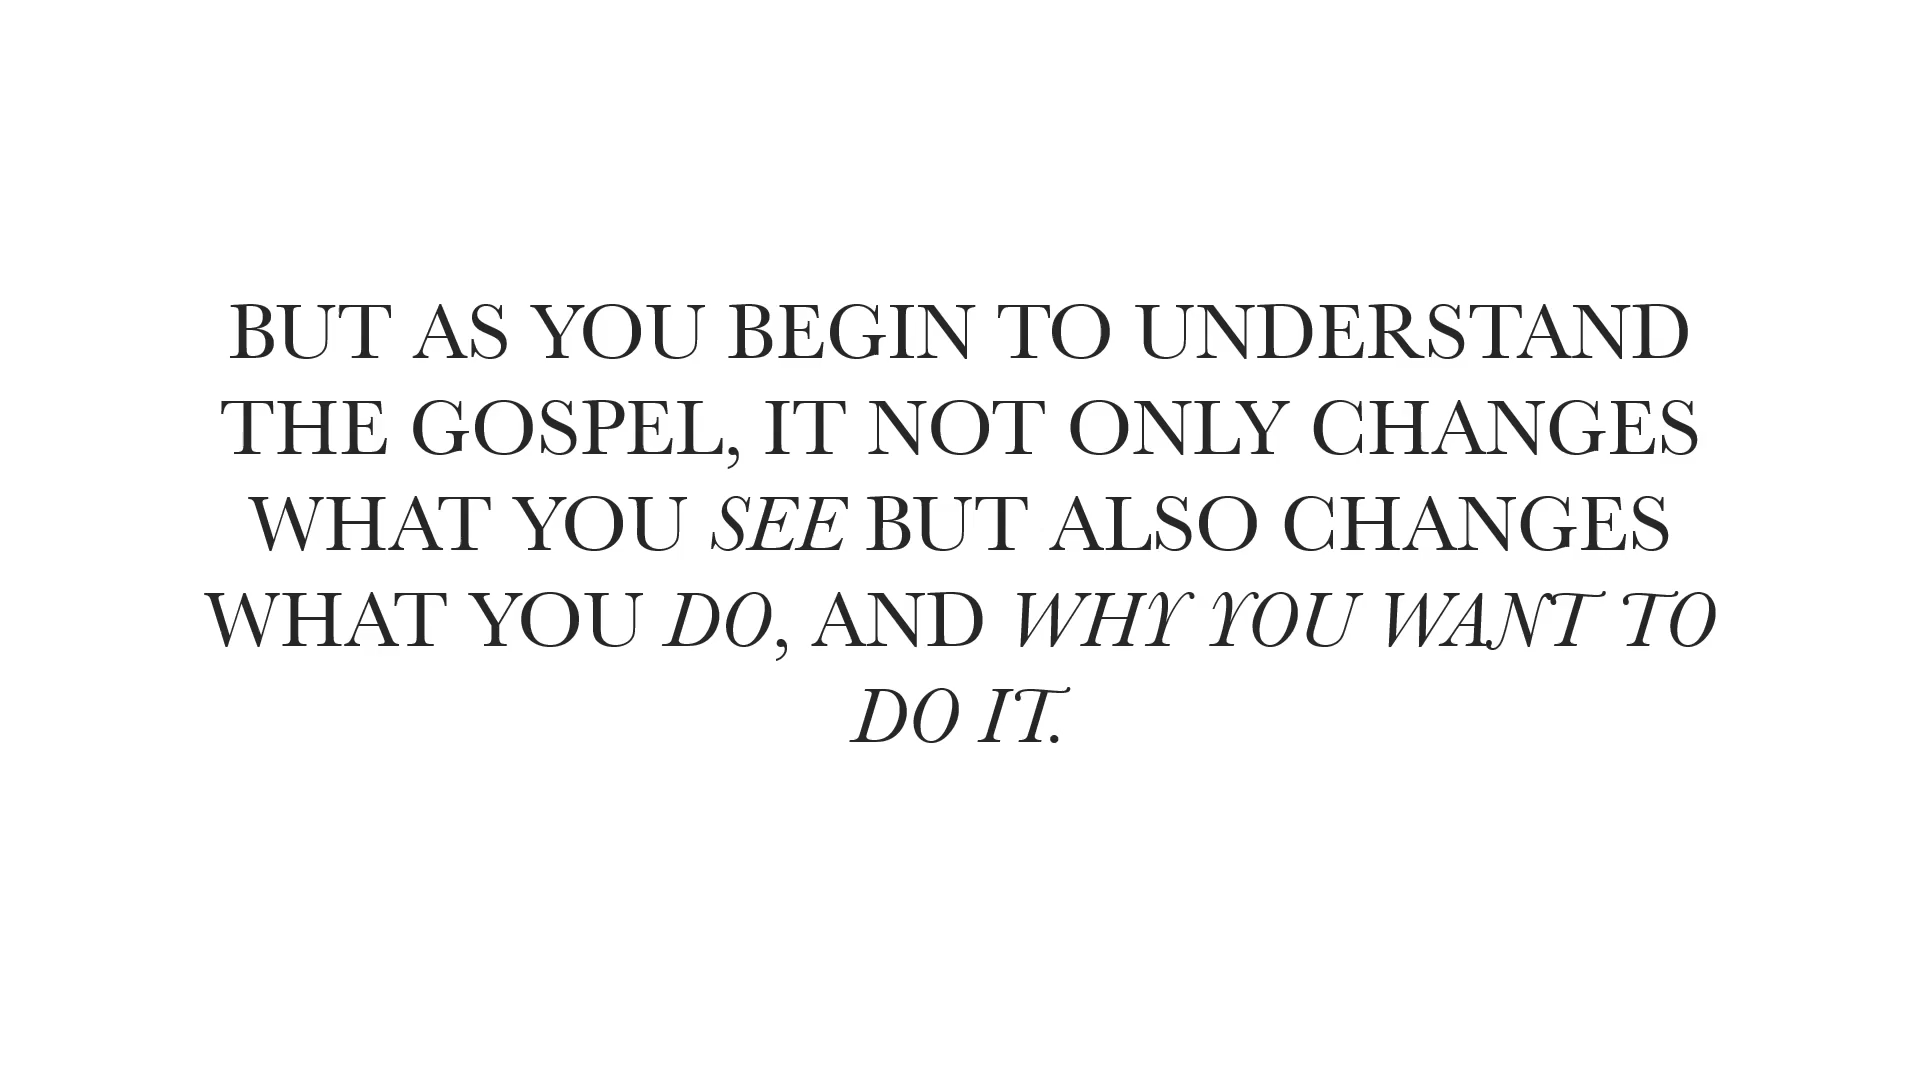 BUT AS YOU BEGIN TO UNDERSTAND
THE GOSPEL, IT NOT ONLY CHANGES
WHAT YOU SEE BUT ALSO CHANGES
WHAT YOU DO, AND WHY YOU WANT TO
DO IT.